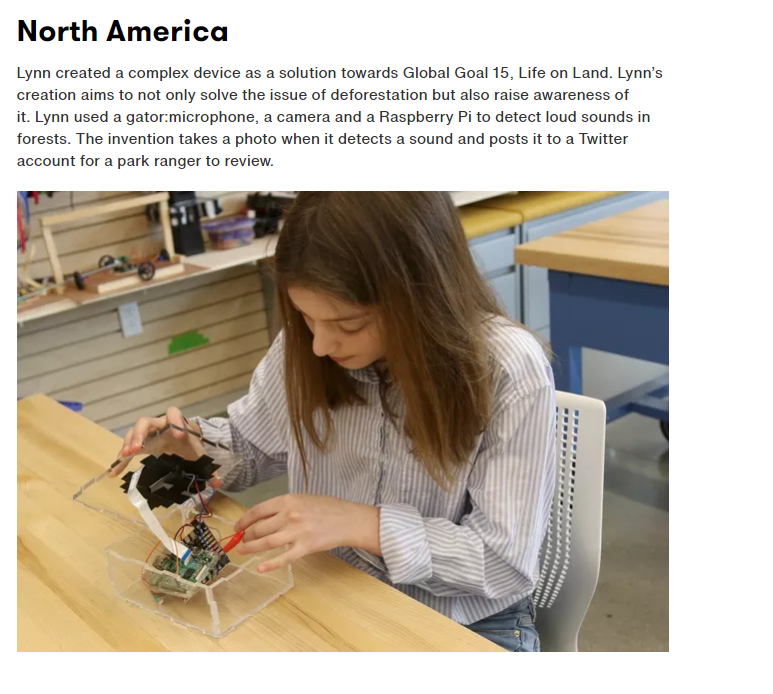 North America
Lynn created a complex device as a solution towards Global Goal 15, Life on Land. Lynn’s
creation aims to not only solve the issue of deforestation but also raise awareness of
it. Lynn used a gator:microphone, a camera and a Raspberry Pi to detect loud sounds in
forests. The invention takes a photo when it detects a sound and posts it to a Twitter
account for a park ranger to review.